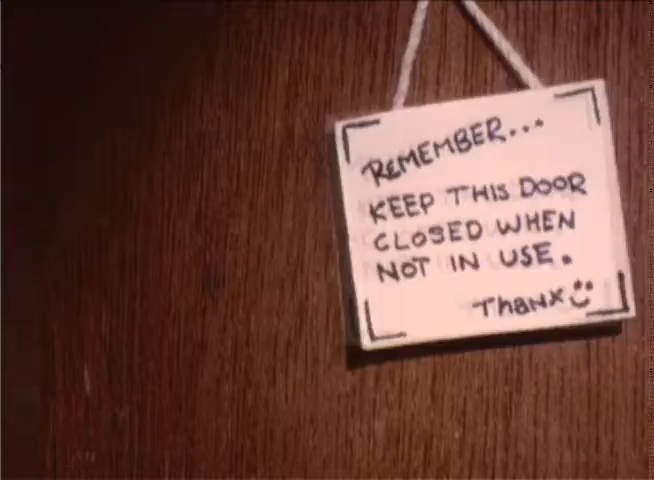 REMEMBER...
KEEP THIS DOOR
CLOSED WHEN
NOT IN USE.
THANX